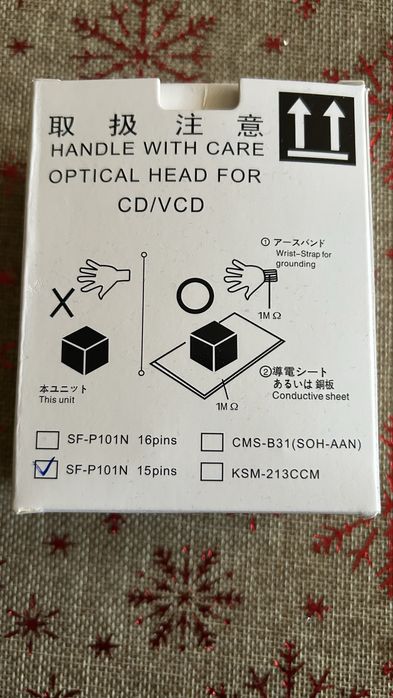 取扱注意
HANDLE WITH CARE
OPTICAL HEAD FOR
CD/VCD
①アースバンド
Wrist-Strap for
grounding
1MΩ
本ユニット
This unit
1MΩ
②導電シート
あるいは銅板
Conductive sheet
SF-P101N 16pins
CMS-B31(SOH-AAN)
SF-P101N 15pins
KSM-213CCM